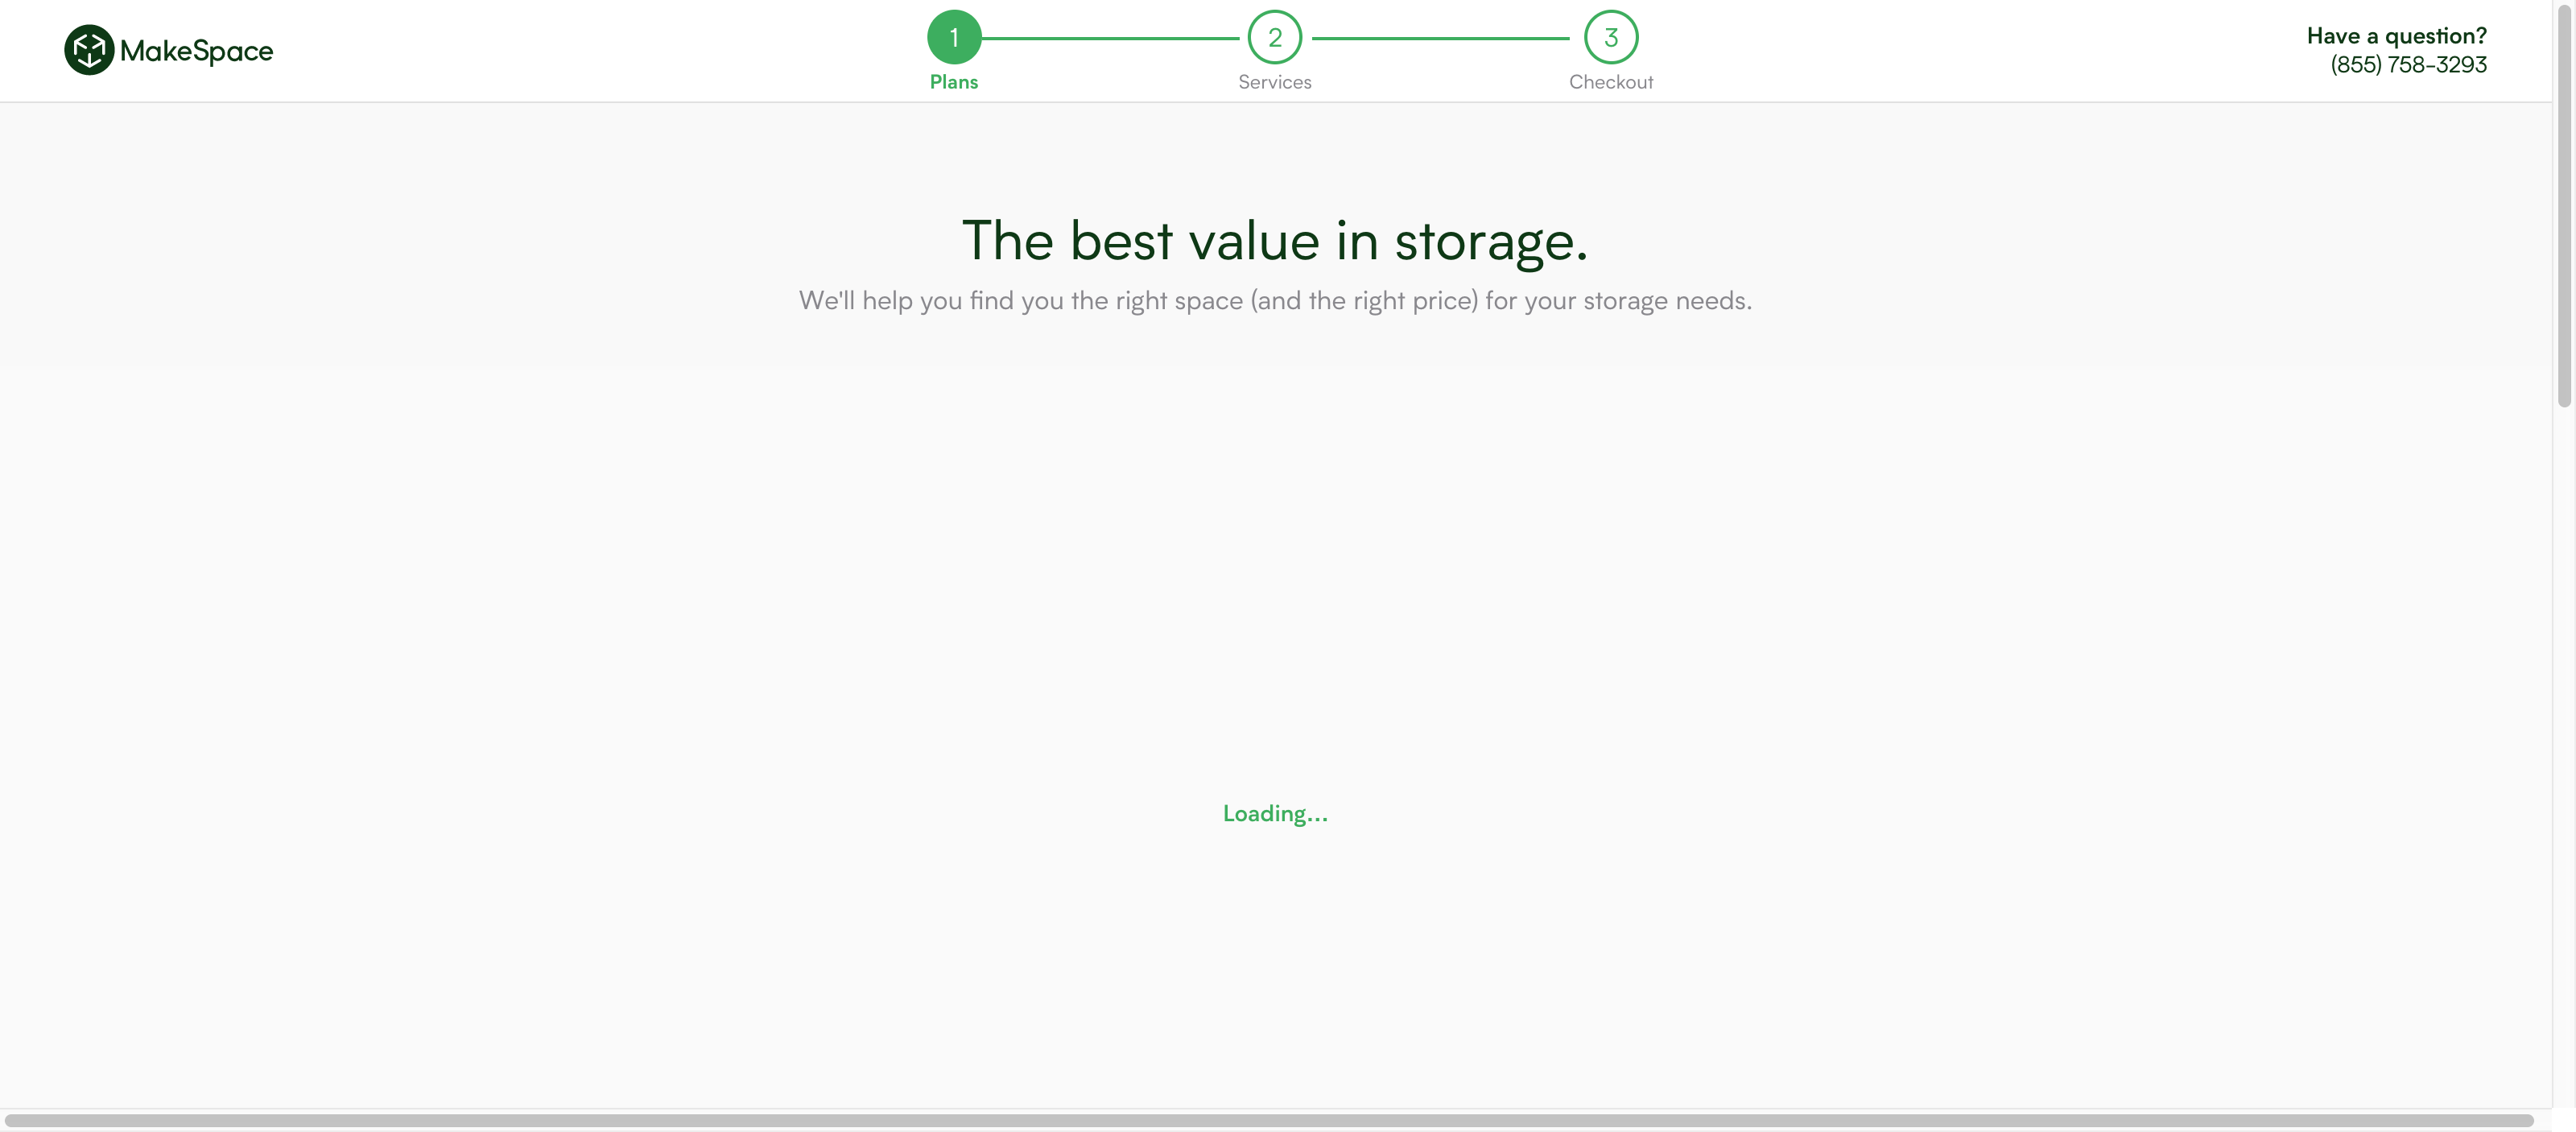 MakeSpace
1
Plans
2
Services
3
Checkout
Have a question?
(855) 758-3293
The best value in storage.
We'll help you find you the right space (and the right price) for your storage needs.
Loading...